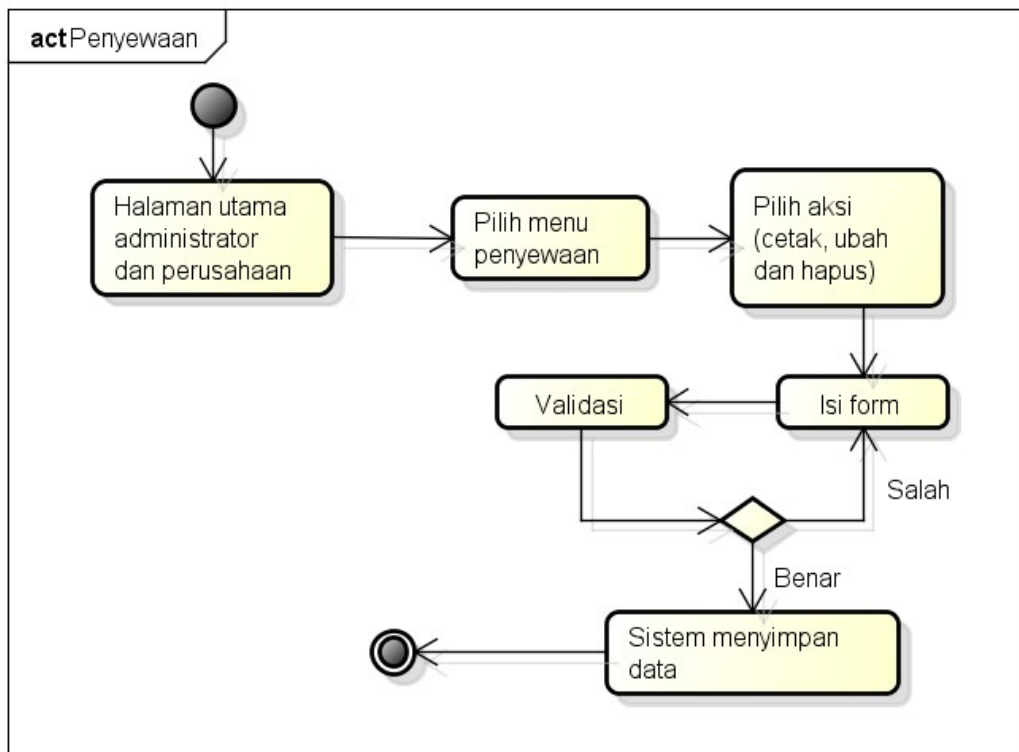 act Penyewaan
Halaman utama
administrator
dan perusahaan
Pilih menu
penyewaan
Pilih aksi
(cetak, ubah
dan hapus)
Validasi
Isi form
Salah
Benar
Sistem menyimpan
data